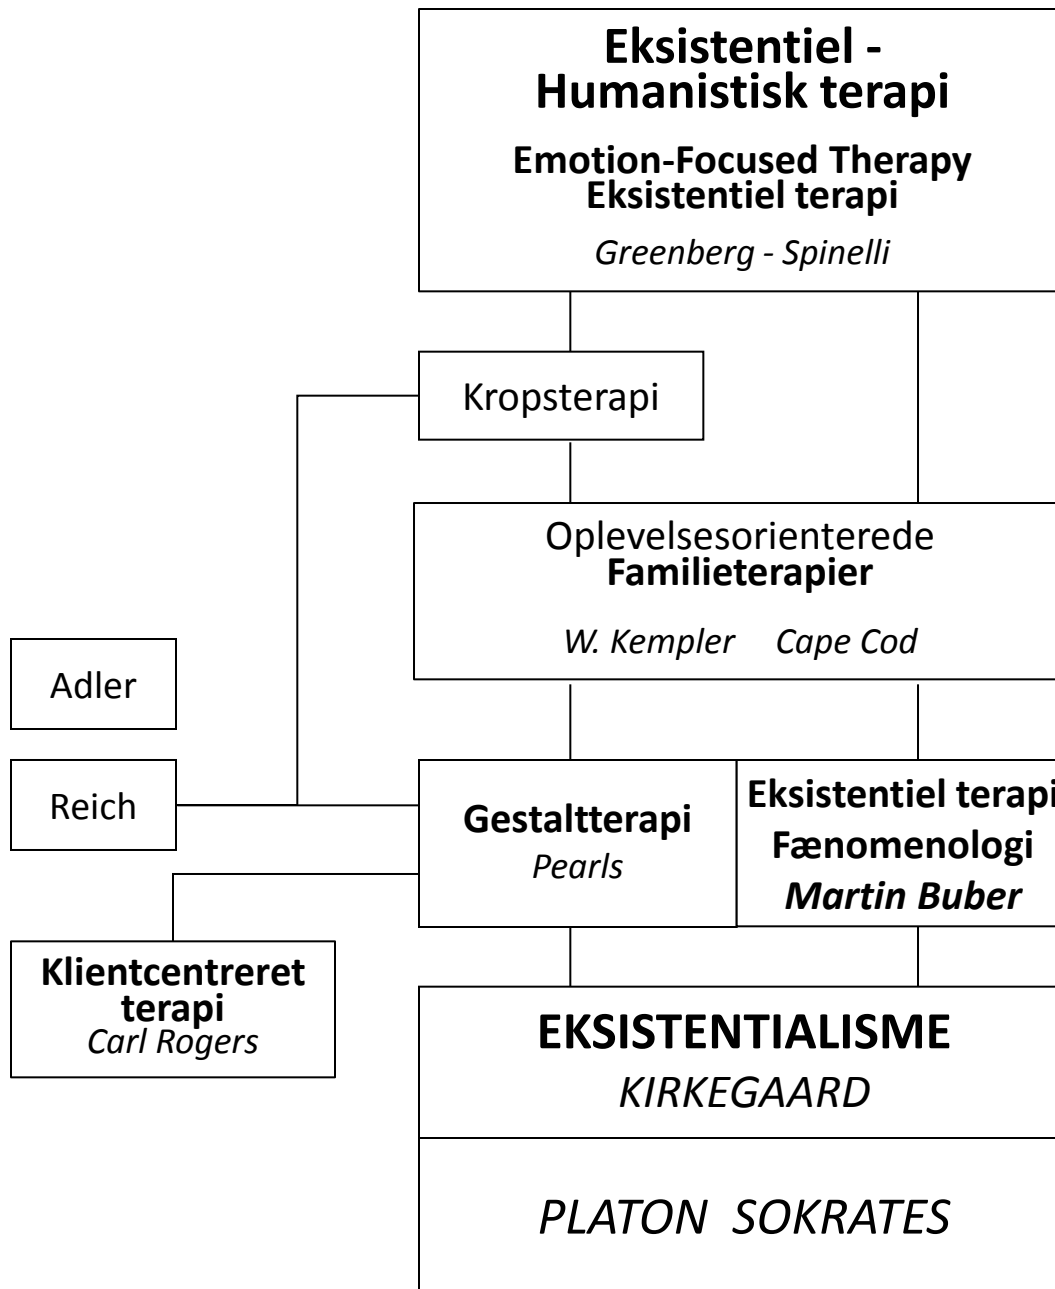 Eksistentiel -
Humanistisk terapi
Emotion-Focused Therapy
Eksistentiel terapi
Greenberg - Spinelli
Kropsterapi
Oplevelsesorienterede
Familieterapier
W. Kempler Cape Cod
Adler
Reich
Gestaltterapi
Pearls
Eksistentiel terapi
Fænomenologi
Martin Buber
Klientcentreret
terapi
Carl Rogers
EKSISTENTIALISME
KIRKEGAARD
PLATON SOKRATES